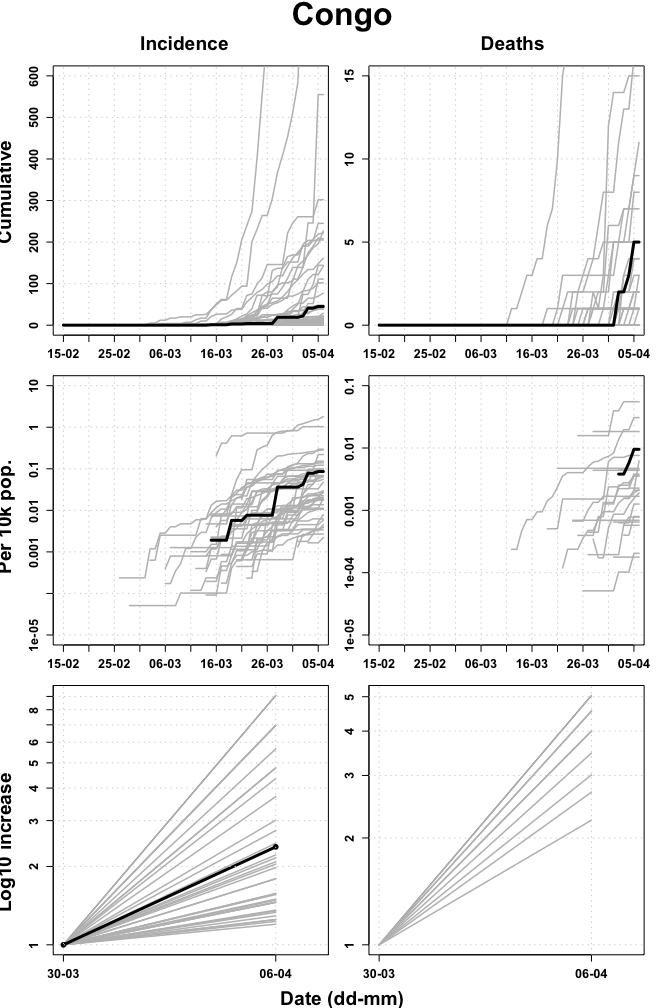 Congo
Incidence
Deaths
Cumulative
600
500
400
300
200
100
0
15-02 25-02 06-03 16-03 26-03 05-04
15
10
5
0
15-02 25-02 06-03 16-03 26-03 05-04
Per 10k pop.
10
1
0.1
0.01
0.001
1e-05
15-02 25-02 06-03 16-03 26-03 05-04
0.1
0.01
0.001
1e-04
1e-05
15-02 25-02 06-03 16-03 26-03 05-04
Log10 increase
8
6
5
4
3
2
1
30-03 06-04
5
4
3
2
1
30-03 06-04
Date (dd-mm)